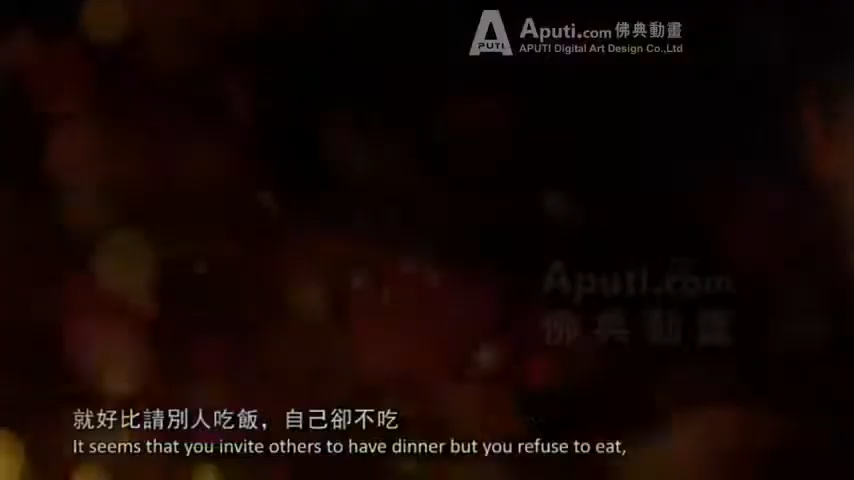 A PUTI Aputi.com 佛典動畫
APUTI Digital Art Design Co.,Ltd
Aputi.com
佛典動畫
就好比請別人吃飯，自己卻不吃
It seems that you invite others to have dinner but you refuse to eat,